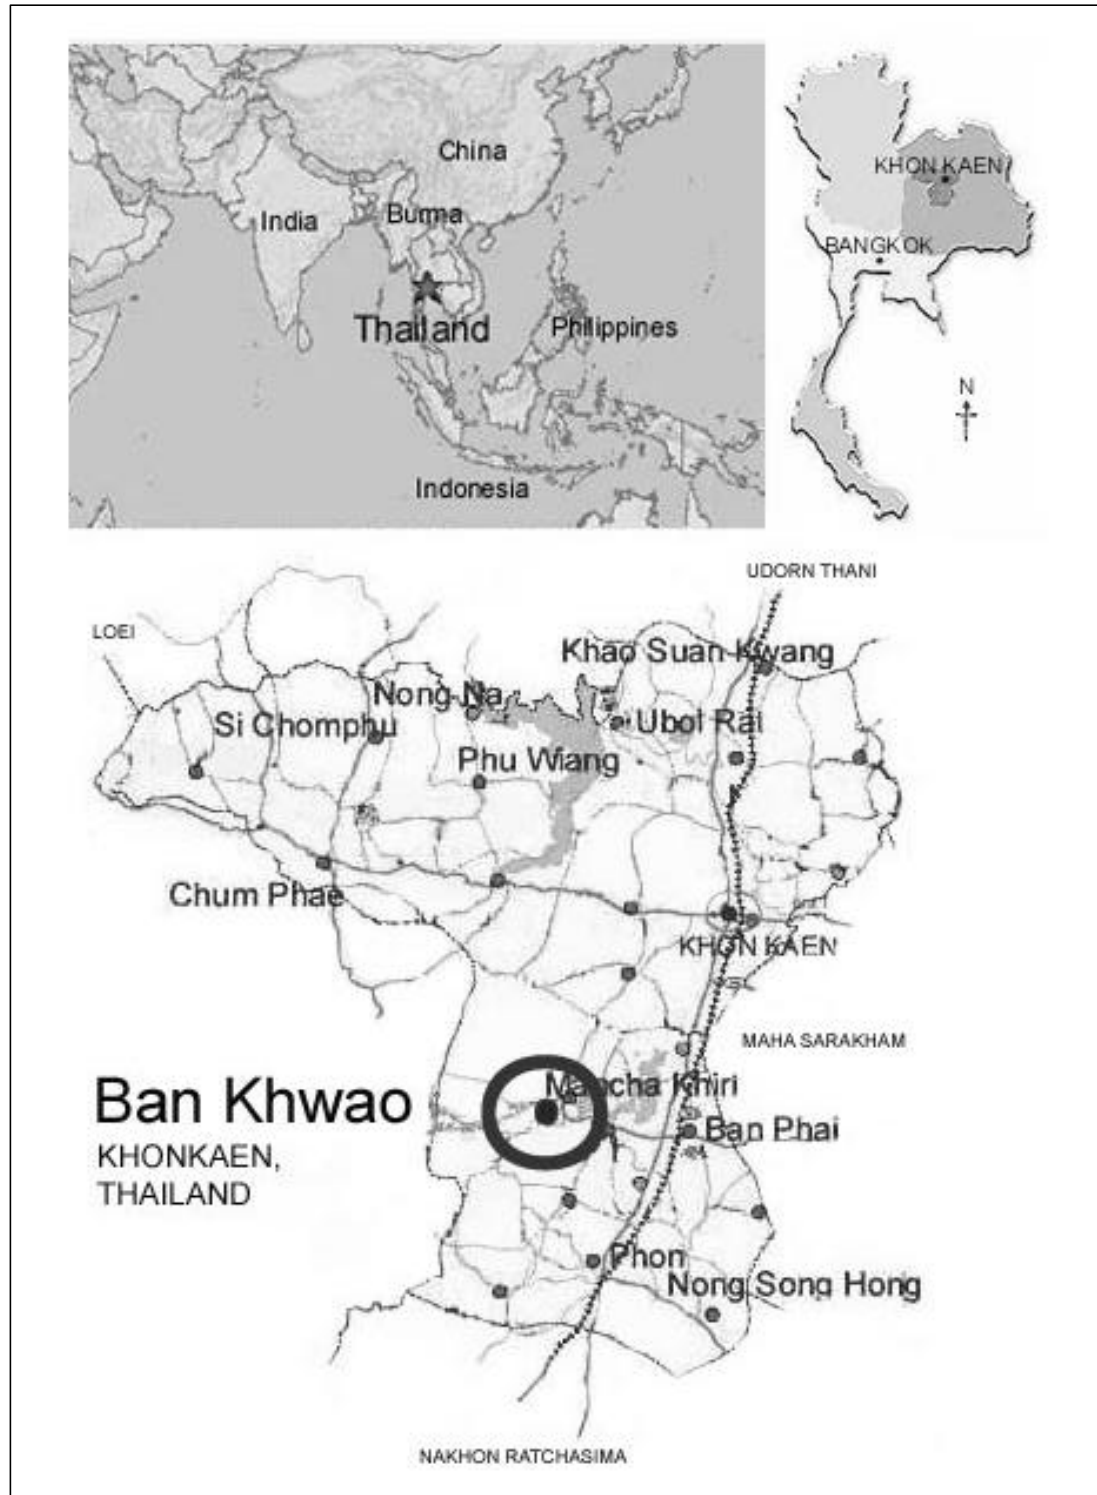 China
India
Burma
Thailand
Philippines
Indonesia
KHON KAEN
BANGKOK
N
UDORN THANI
LOEI
Khao Suan Kwang
Nong Na
Si Chomphu
Ubol Rai
Phu Wiang
Chum Phae
KHON KAEN
MAHA SARAKHAM
Ban Khwao
KHONKAEN,
THAILAND
Mancha Khiri
Ban Phai
Phon
Nong Song Hong
NAKHON RATCHASIMA